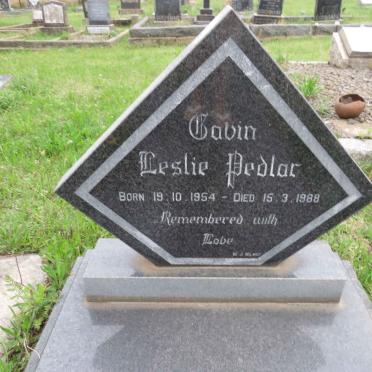 Gavin
Leslie Pedlar
Born 19·10·1954 – Died 15·3·1988
Remembered with
Love